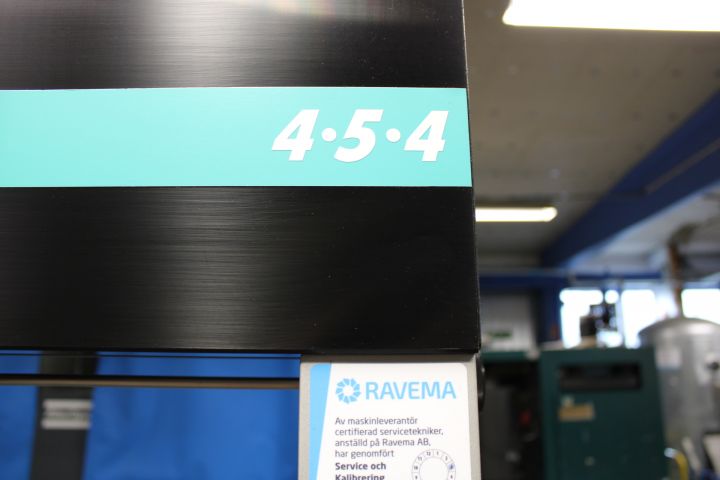 4·5·4
RAVEMA
Av maskinleverantör
certifierad servicetekniker,
anställd på Ravema AB,
har genomfört
Service och
Kalibrering